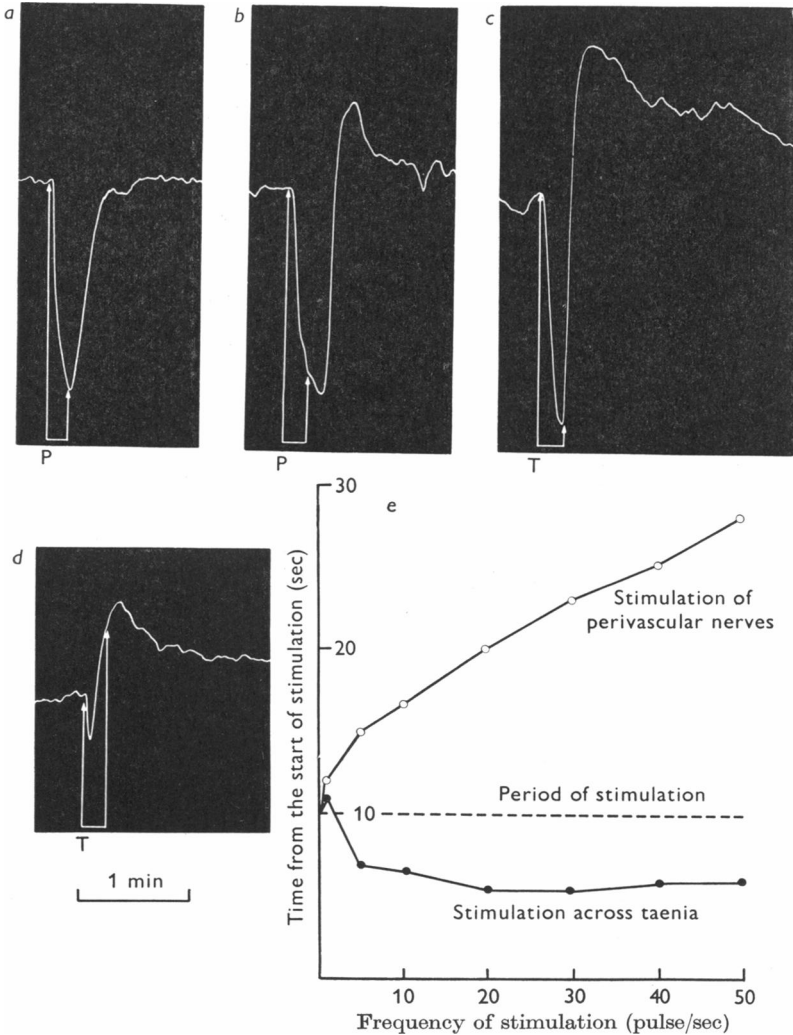 a
b
c
P
P
T
d
T
1 min
e
Time from the start of stimulation (sec)
30
20
10
Stimulation of
perivascular nerves
Period of stimulation
Stimulation across taenia
10 20 30 40 50
Frequency of stimulation (pulse/sec)